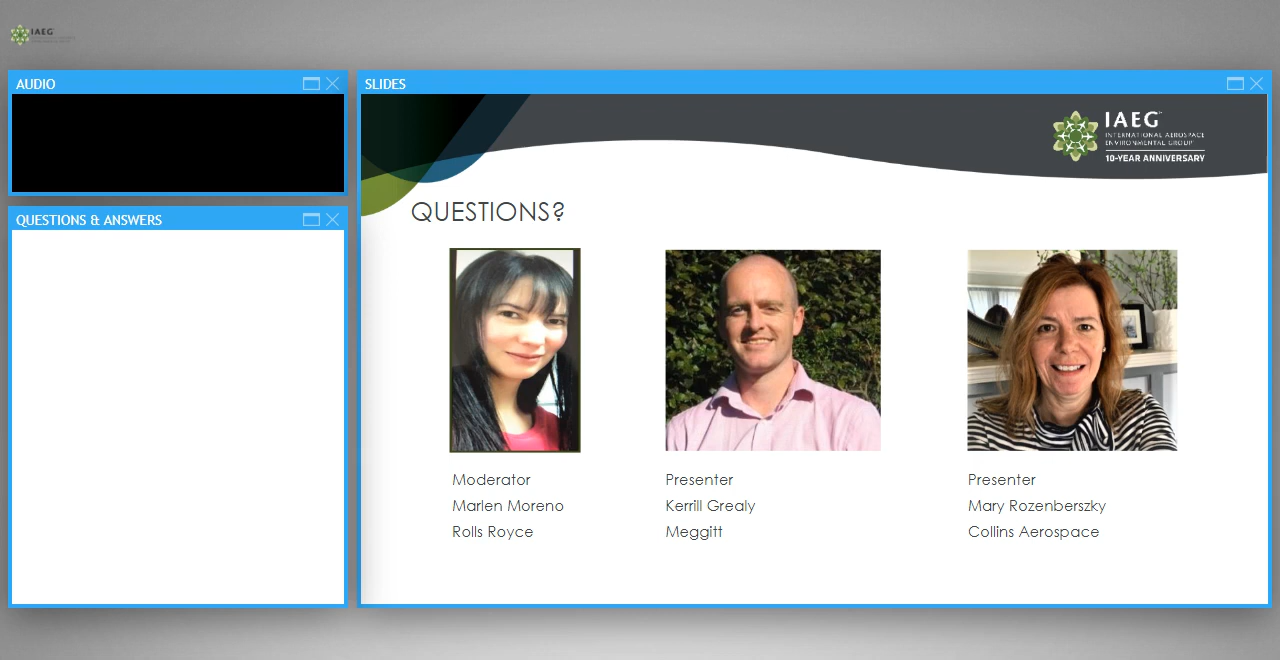 IAEG
AUDIO
QUESTIONS & ANSWERS
SLIDES
IAEG
INTERNATIONAL AEROSPACE
ENVIRONMENTAL GROUP
10-YEAR ANNIVERSARY
QUESTIONS?
Moderator
Marlen Moreno
Rolls Royce
Presenter
Kerrill Grealy
Meggitt
Presenter
Mary Rozenberszky
Collins Aerospace